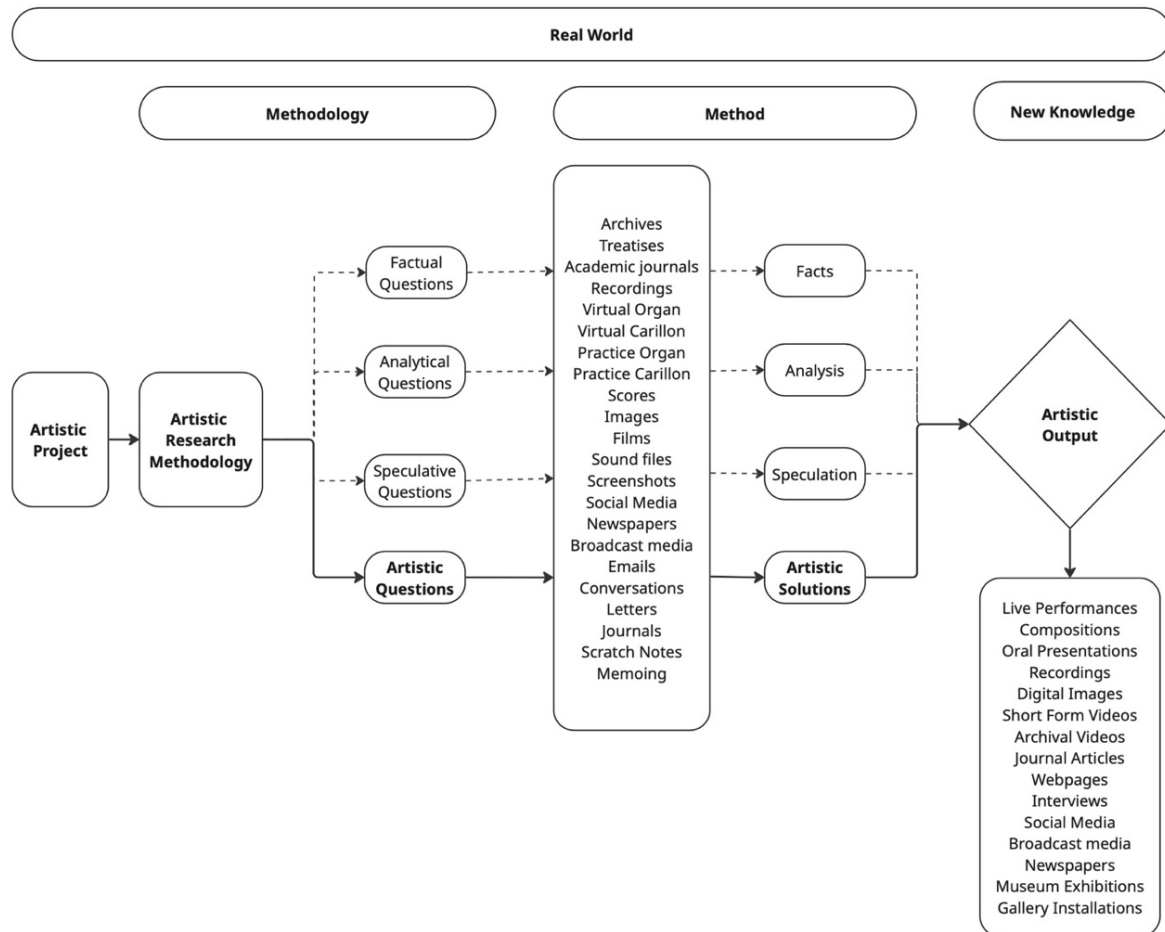 Real World
Methodology
Method
New Knowledge
Artistic
Project
Artistic
Research
Methodology
Factual
Questions
Analytical
Questions
Speculative
Questions
Artistic
Questions
Archives
Treatises
Academic journals
Recordings
Virtual Organ
Virtual Carillon
Practice Organ
Practice Carillon
Scores
Images
Films
Sound files
Screenshots
Social Media
Newspapers
Broadcast media
Emails
Conversations
Letters
Journals
Scratch Notes
Memoing
Facts
Analysis
Speculation
Artistic
Solutions
Artistic
Output
Live Performances
Compositions
Oral Presentations
Recordings
Digital Images
Short Form Videos
Archival Videos
Journal Articles
Webpages
Interviews
Social Media
Broadcast media
Newspapers
Museum Exhibitions
Gallery Installations